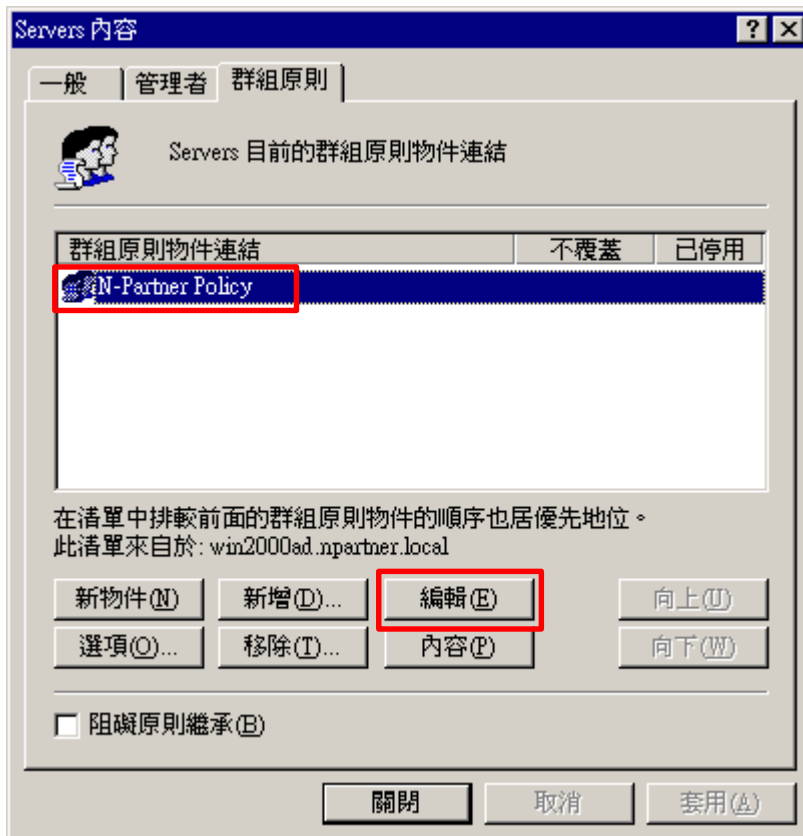 Servers 內容
一般 管理者 群組原則
Servers 目前的群組原則物件連結
群組原則物件連結 不覆蓋 已停用
N-Partner Policy
在清單中排較前面的群組原則物件的順序也居優先地位。
此清單來自於: win2000ad.npartner.local
新物件(N) 新增(D)... 編輯(E) 向上(U)
選項(O)... 移除(T)... 內容(P) 向下(W)
阻礙原則繼承(B)
關閉 取消 套用(A)